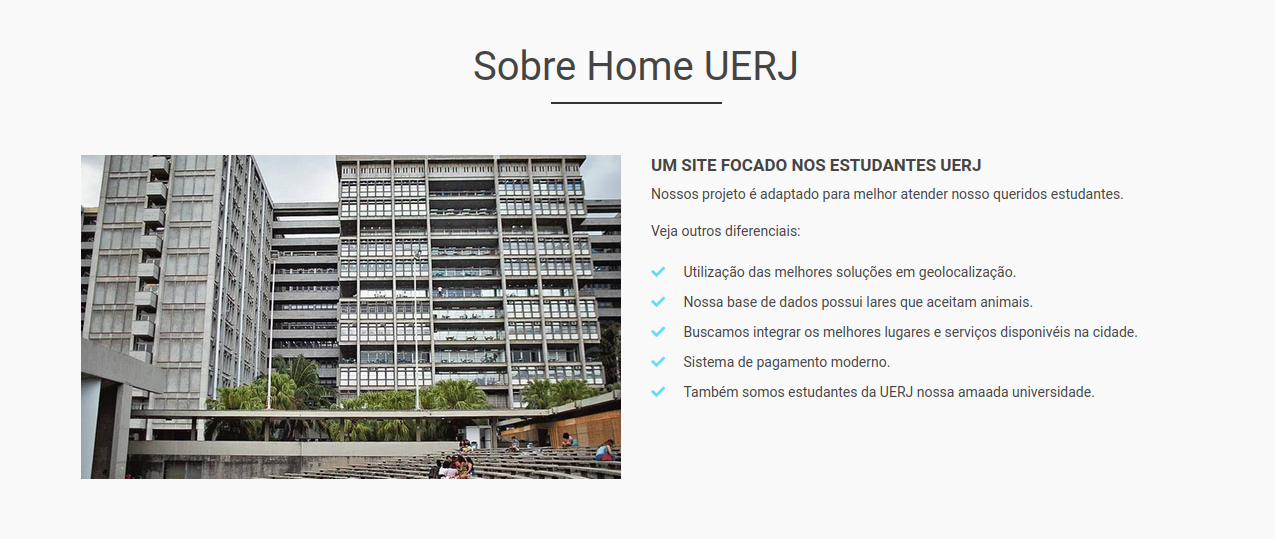 Sobre Home UERJ
UM SITE FOCADO NOS ESTUDANTES UERJ
Nossos projeto é adaptado para melhor atender nosso queridos estudantes.
Veja outros diferenciais:
Utilização das melhores soluções em geolocalização.
Nossa base de dados possui lares que aceitam animais.
Buscamos integrar os melhores lugares e serviços disponivéis na cidade.
Sistema de pagamento moderno.
Também somos estudantes da UERJ nossa amaada universidade.